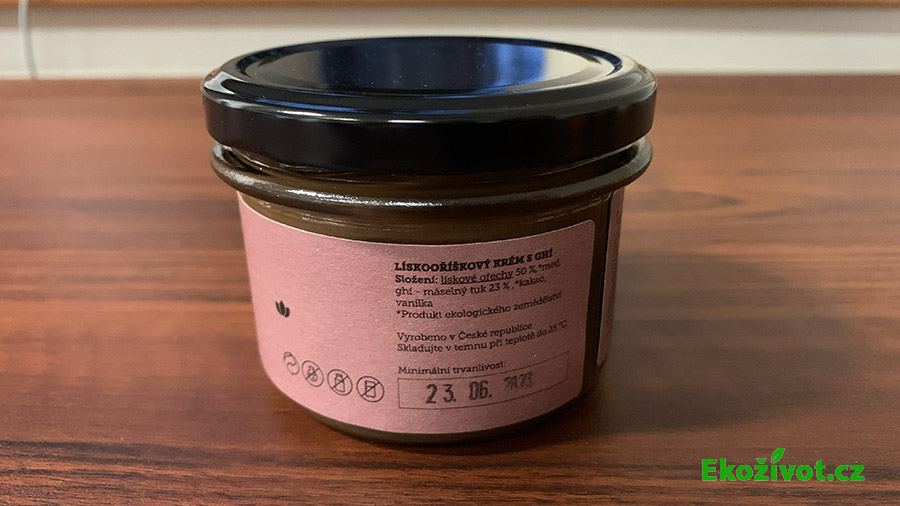 LÍSKOOŘÍŠKOVÝ KRÉM S GHÍ
Složení: lískové ořechy 50 %,*med,
ghí - máselný tuk 23 %,*kakao,
vanilka
*Produkt ekologického zemědělství
Vyrobeno v České republice
Skladujte v temnu při teplotě do 25 °C.
Minimální trvanlivost:
23. 06.
Ekoživot.cz